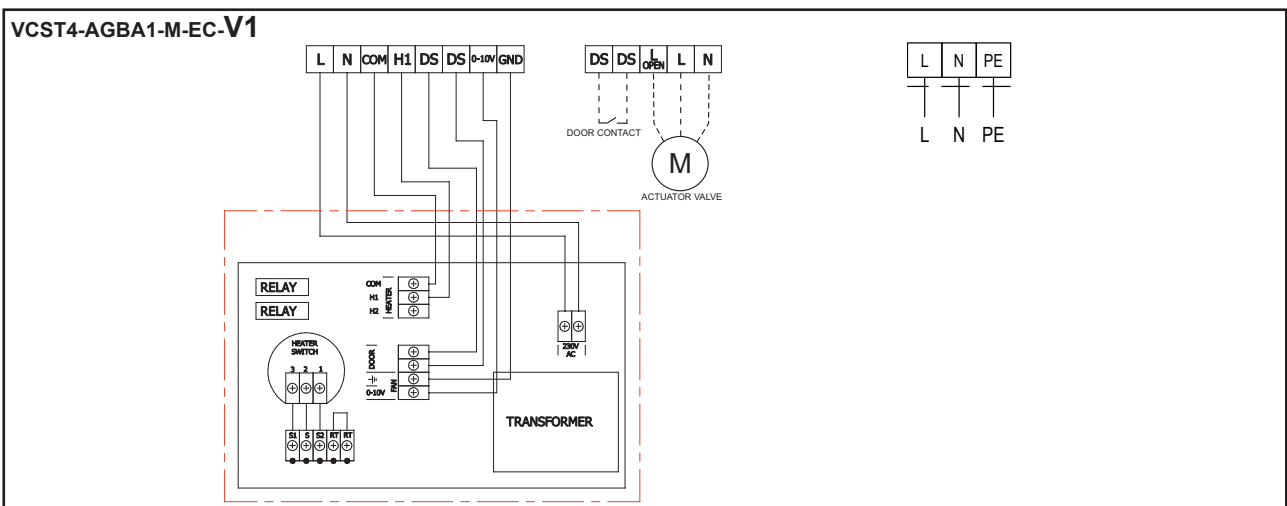 VCST4-AGBA1-M-EC-V1
L N COM H1 DS DS 0-10V GND
DS DS L OPEN L N
L N PE
DOOR CONTACT
M
ACTUATOR VALVE
L N PE
RELAY
RELAY
COM
H1
H2
HEATER
HEATER
SWITCH
3 2 1
DOOR
FAN
0-10V
230V
AC
TRANSFORMER
S1 S S2 RT RT